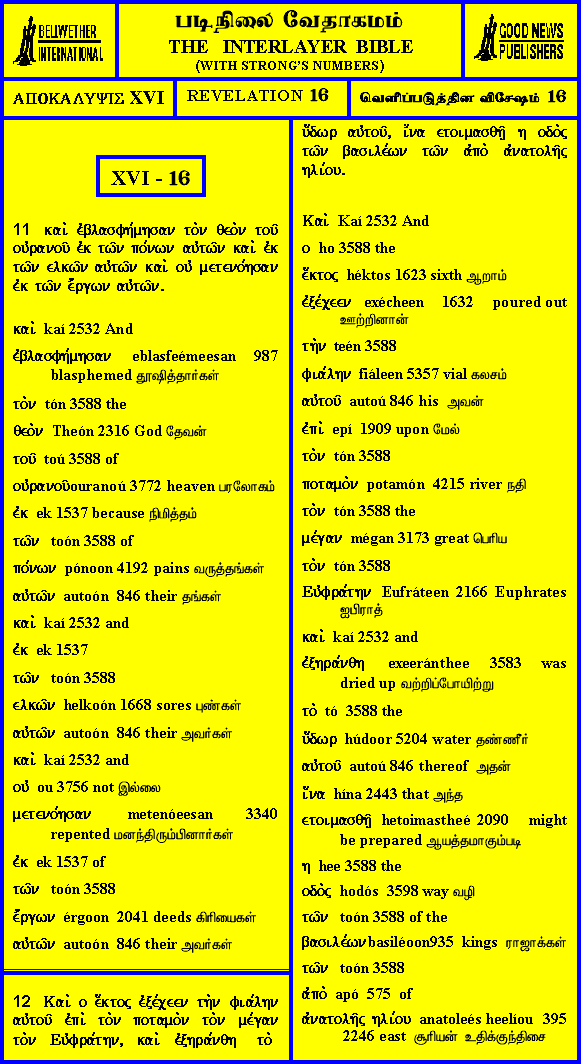 BELLWETHER
INTERNATIONAL
படிநிலை வேதாகமம்
THE INTERLAYER BIBLE
(WITH STRONG'S NUMBERS)
GOOD NEWS
PUBLISHERS
ΑΠΟΚΑΛΥΨΙΣ XVI
REVELATION 16
வெளிப்படுத்தின விசேஷம் 16
XVI - 16
11 καὶ ἐβλασφήμησαν τὸν θεὸν τοῦ
οὐρανοῦ ἐκ τῶν πόνων αὐτῶν καὶ ἐκ
τῶν ελκῶν αὐτῶν καὶ οὐ μετενόησαν
ἐκ τῶν ἔργων αὐτῶν.
καὶ kaí 2532 And
ἐβλασφήμησαν eblasfeémeesan 987
blasphemed தூஷித்தார்கள்
τὸν tón 3588 the
θεὸν Theón 2316 God தேவன்
τοῦ toú 3588 of
οὐρανοῦ ouranoú 3772 heaven பரலோகம்
ἐκ ek 1537 because நிமித்தம்
τῶν toón 3588 of
πόνων pónoon 4192 pains வருத்தங்கள்
αὐτῶν autoón 846 their தங்கள்
καὶ kaí 2532 and
ἐκ ek 1537
τῶν toón 3588
ελκῶν helkoón 1668 sores புண்கள்
αὐτῶν autoón 846 their அவர்கள்
καὶ kaí 2532 and
οὐ ou 3756 not இல்லை
μετενόησαν metenóeesan 3340
repented மனந்திரும்பினார்கள்
ἐκ ek 1537 of
τῶν toón 3588
ἔργων érgoon 2041 deeds கிரியைகள்
αὐτῶν autoón 846 their அவர்கள்
12 Καὶ ο ἕκτος ἐξέχεεν τὴν φιάλην
αὐτοῦ ἐπὶ τὸν ποταμὸν τὸν μέγαν
τὸν Εὐφράτην, καὶ ἐξηράνθη τὸ
ὕδωρ αὐτοῦ, ἵνα ετοιμασθῇ η οδὸς
τῶν βασιλέων τῶν ἀπὸ ἀνατολῆς
ηλίου.
Καὶ Kaí 2532 And
ο ho 3588 the
ἕκτος héktos 1623 sixth ஆறாம்
ἐξέχεεν exécheen 1632 poured out
ஊற்றினான்
τὴν teén 3588
φιάλην fiáleen 5357 vial கலசம்
αὐτοῦ autoú 846 his அவன்
ἐπὶ epí 1909 upon மேல்
τὸν tón 3588
ποταμὸν potamón 4215 river நதி
τὸν tón 3588 the
μέγαν mégan 3173 great பெரிய
τὸν tón 3588
Εὐφράτην Eufráteen 2166 Euphrates
ஐபிராத்
καὶ kaí 2532 and
ἐξηράνθη exeeránthee 3583 was
dried up வற்றிப்போயிற்று
τὸ tó 3588 the
ὕδωρ húdoor 5204 water தண்ணீர்
αὐτοῦ autoú 846 thereof அதன்
ἵνα hína 2443 that அந்த
ετοιμασθῇ hetoimastheé 2090 might
be prepared ஆயத்தமாகும்படி
η hee 3588 the
οδὸς hodós 3598 way வழி
τῶν toón 3588 of the
βασιλέων basiléoon935 kings ராஜாக்கள்
τῶν toón 3588
ἀπὸ apó 575 of
ἀνατολῆς ηλίου anatoleés heelíou 395
2246 east சூரியன் உதிக்குந்திசை